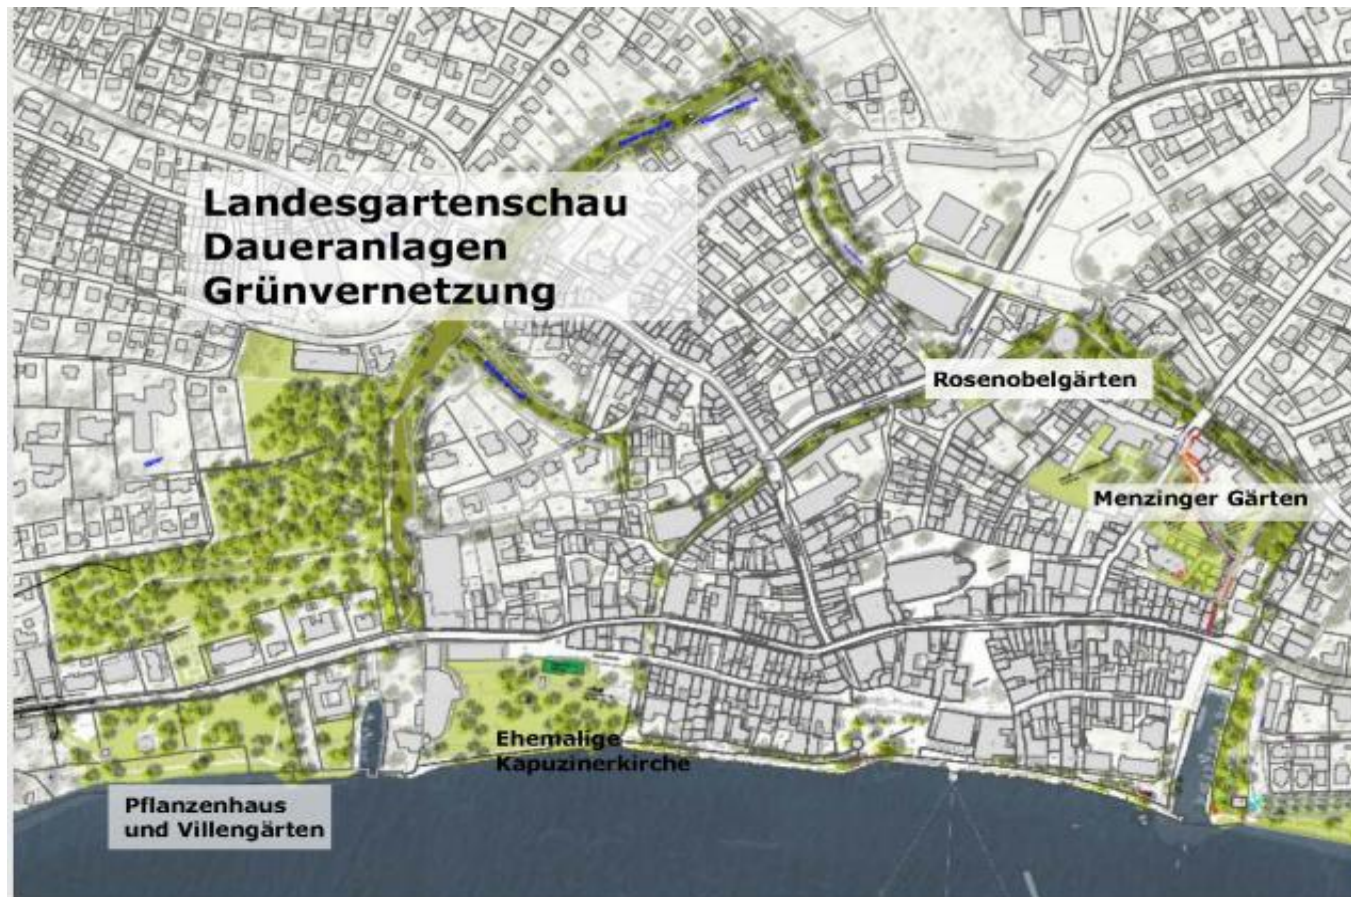 Landesgartenschau
Daueranlagen
Grünvernetzung
Rosenobelgärten
Menzinger Gärten
Ehemalige
Kapuzinerkirche
Pflanzenhaus
und Villengärten